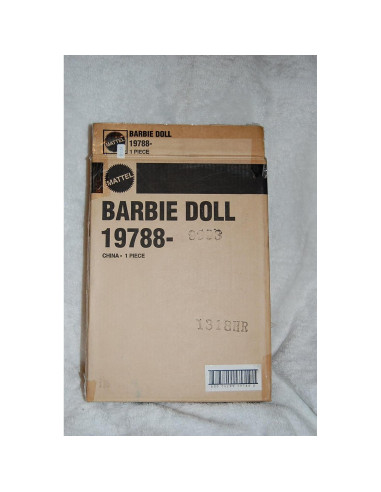 BARBIE DOLL
MATTEL
19788-
1 PIECE
MATTEL
BARBIE DOLL
19788-
CHINA • 1 PIECE
1318HR